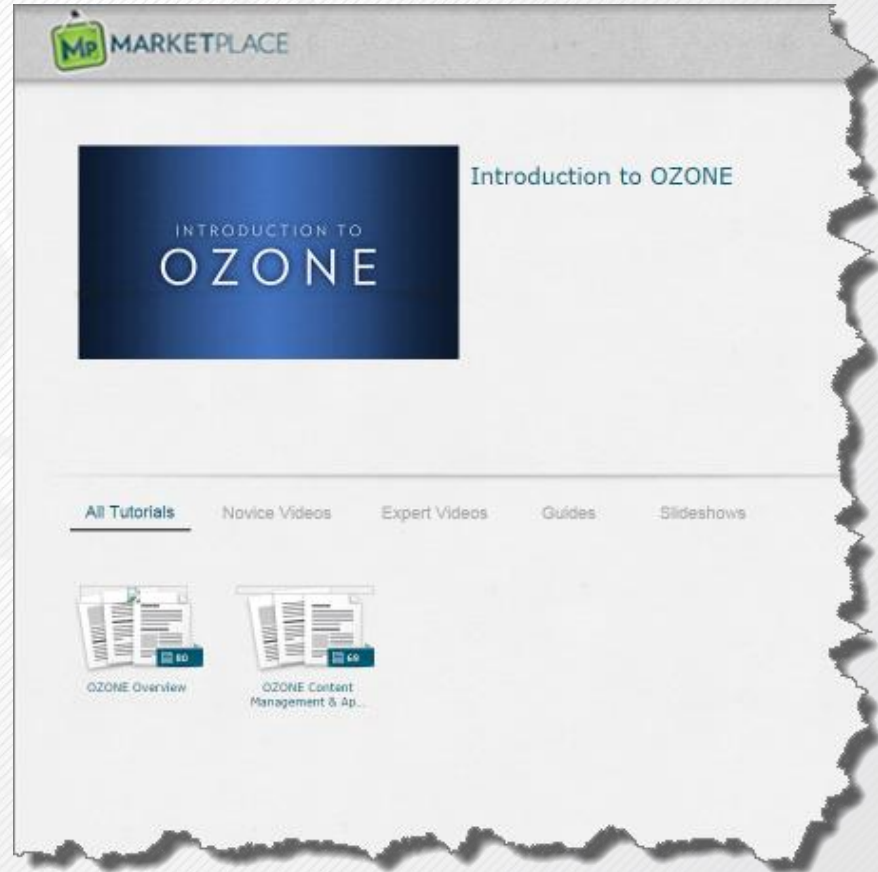 Mp MARKETPLACE
INTRODUCTION TO
OZONE
Introduction to OZONE
All Tutorials Novice Videos Expert Videos Guides Slideshows
80 69
OZONE Overview OZONE Content
Management & Ap...